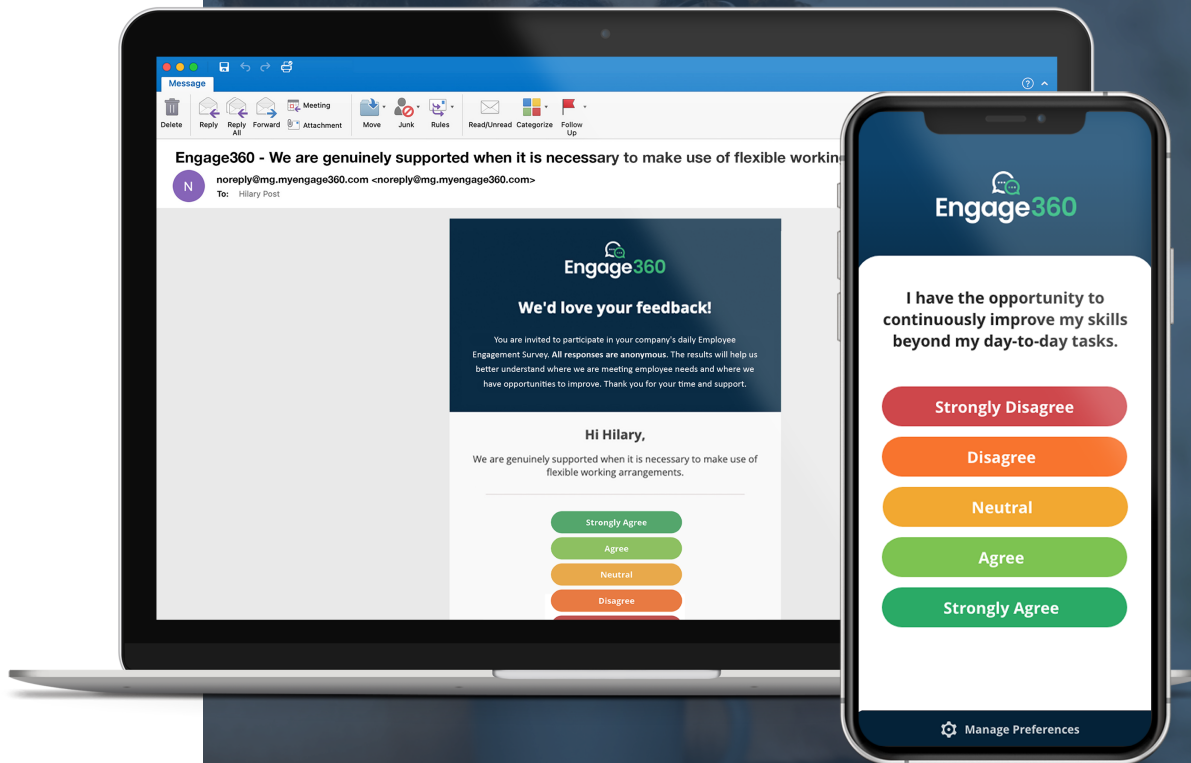 Message
Delete
Reply
Reply
All
Forward
Meeting
Attachment
Move
Junk
Rules
Read/Unread
Categorize
Follow
Up
Engage360 - We are genuinely supported when it is necessary to make use of flexible workin
N
noreply@mg.myengage360.com <noreply@mg.myengage360.com>
To: Hilary Post
Engage360
We'd love your feedback!
You are invited to participate in your company's daily Employee
Engagement Survey. All responses are anonymous. The results will help us
better understand where we are meeting employee needs and where we
have opportunities to improve. Thank you for your time and support.
Hi Hilary,
We are genuinely supported when it is necessary to make use of
flexible working arrangements.
Strongly Agree
Agree
Neutral
Disagree
Engage360
I have the opportunity to
continuously improve my skills
beyond my day-to-day tasks.
Strongly Disagree
Disagree
Neutral
Agree
Strongly Agree
Manage Preferences